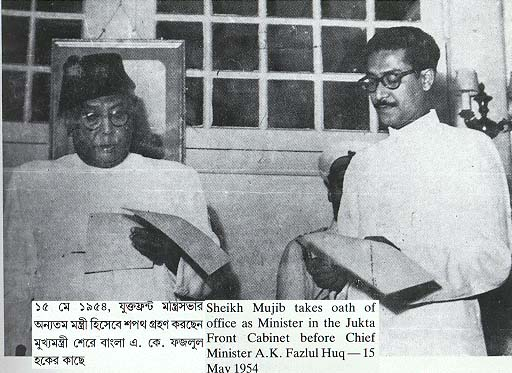 ১৫ মে ১৯৫৪, যুক্তফ্রন্ট মন্ত্রিসভার
অন্যতম মন্ত্রী হিসেবে শপথ গ্রহণ করছেন
মুখ্যমন্ত্রী শেরে বাংলা এ. কে. ফজলুল
হকের কাছে
Sheikh Mujib takes oath of
office as Minister in the Jukta
Front Cabinet before Chief
Minister A.K. Fazlul Huq — 15
May 1954